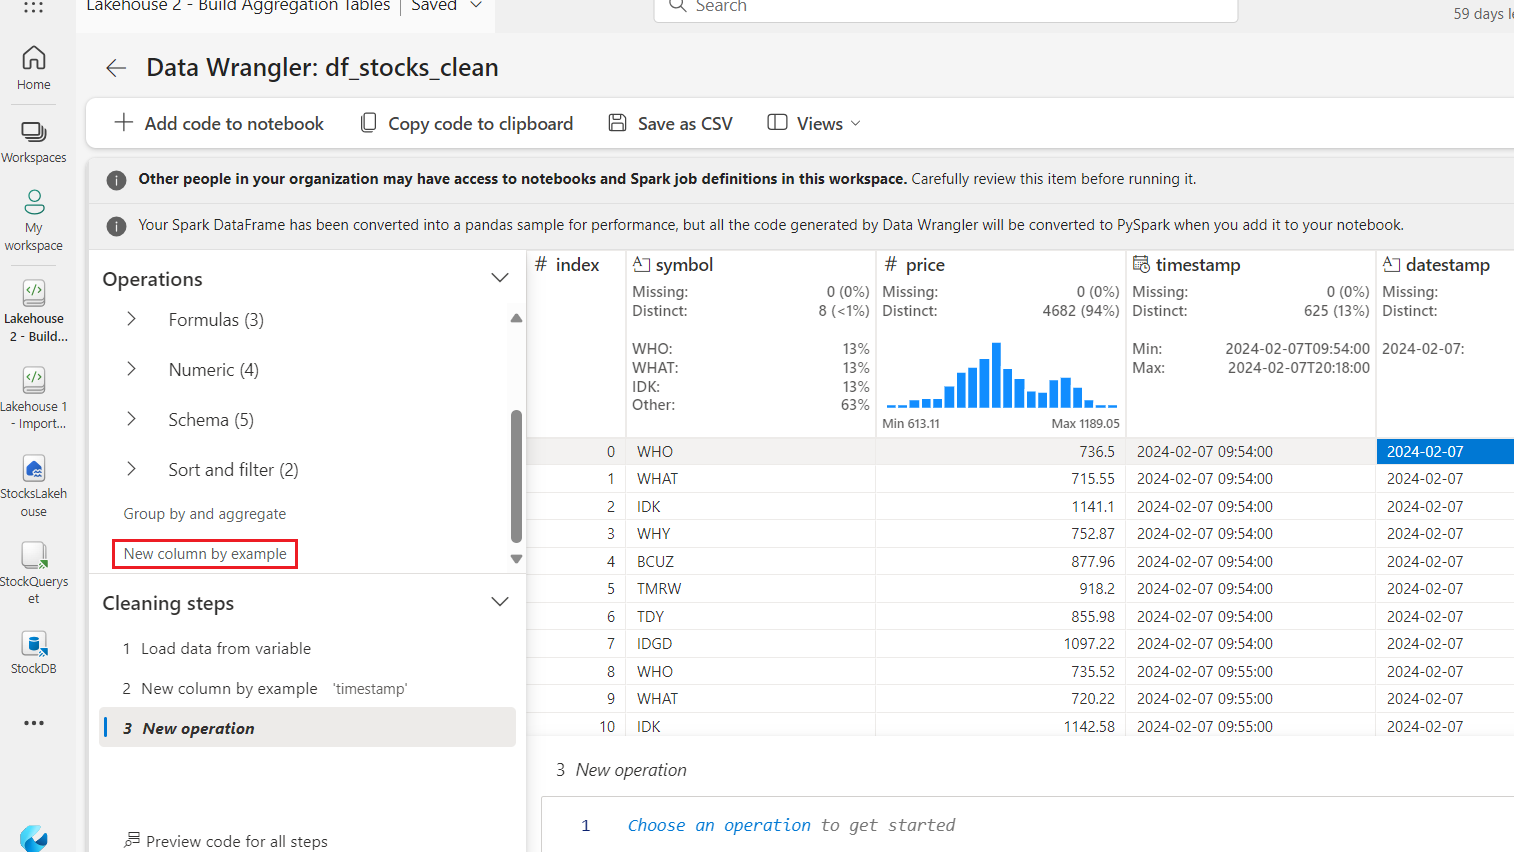 Lakehouse 2 - Build Aggregation Tables | Saved
Search
59 days
Home
Workspaces
My
workspace
Lakehouse
2 - Build...
Lakehouse 1
- Import...
StocksLakeh
ouse
StockQuerys
et
StockDB
Data Wrangler: df_stocks_clean
Add code to notebook
Copy code to clipboard
Save as CSV
Views
Other people in your organization may have access to notebooks and Spark job definitions in this workspace. Carefully review this item before running it.
Your Spark DataFrame has been converted into a pandas sample for performance, but all the code generated by Data Wrangler will be converted to PySpark when you add it to your notebook.
Operations
Formulas (3)
Numeric (4)
Schema (5)
Sort and filter (2)
Group by and aggregate
New column by example
Cleaning steps
1 Load data from variable
2 New column by example 'timestamp'
3 New operation
Preview code for all steps
# index
symbol
# price
timestamp
datestamp
Missing: 0 (0%)
Distinct: 8 (<1%)
WHO: 13%
WHAT: 13%
IDK: 13%
Other: 63%
Missing: 0 (0%)
Distinct: 4682 (94%)
Min 613.11 Max 1189.05
Missing: 0 (0%)
Distinct: 625 (13%)
Min: 2024-02-07T09:54:00
Max: 2024-02-07T20:18:00
Missing:
Distinct:
2024-02-07:
0 WHO 736.5 2024-02-07 09:54:00 2024-02-07
1 WHAT 715.55 2024-02-07 09:54:00 2024-02-07
2 IDK 1141.1 2024-02-07 09:54:00 2024-02-07
3 WHY 752.87 2024-02-07 09:54:00 2024-02-07
4 BCUZ 877.96 2024-02-07 09:54:00 2024-02-07
5 TMRW 918.2 2024-02-07 09:54:00 2024-02-07
6 TDY 855.98 2024-02-07 09:54:00 2024-02-07
7 IDGD 1097.22 2024-02-07 09:54:00 2024-02-07
8 WHO 735.52 2024-02-07 09:55:00 2024-02-07
9 WHAT 720.22 2024-02-07 09:55:00 2024-02-07
10 IDK 1142.58 2024-02-07 09:55:00 2024-02-07
3 New operation
1 Choose an operation to get started